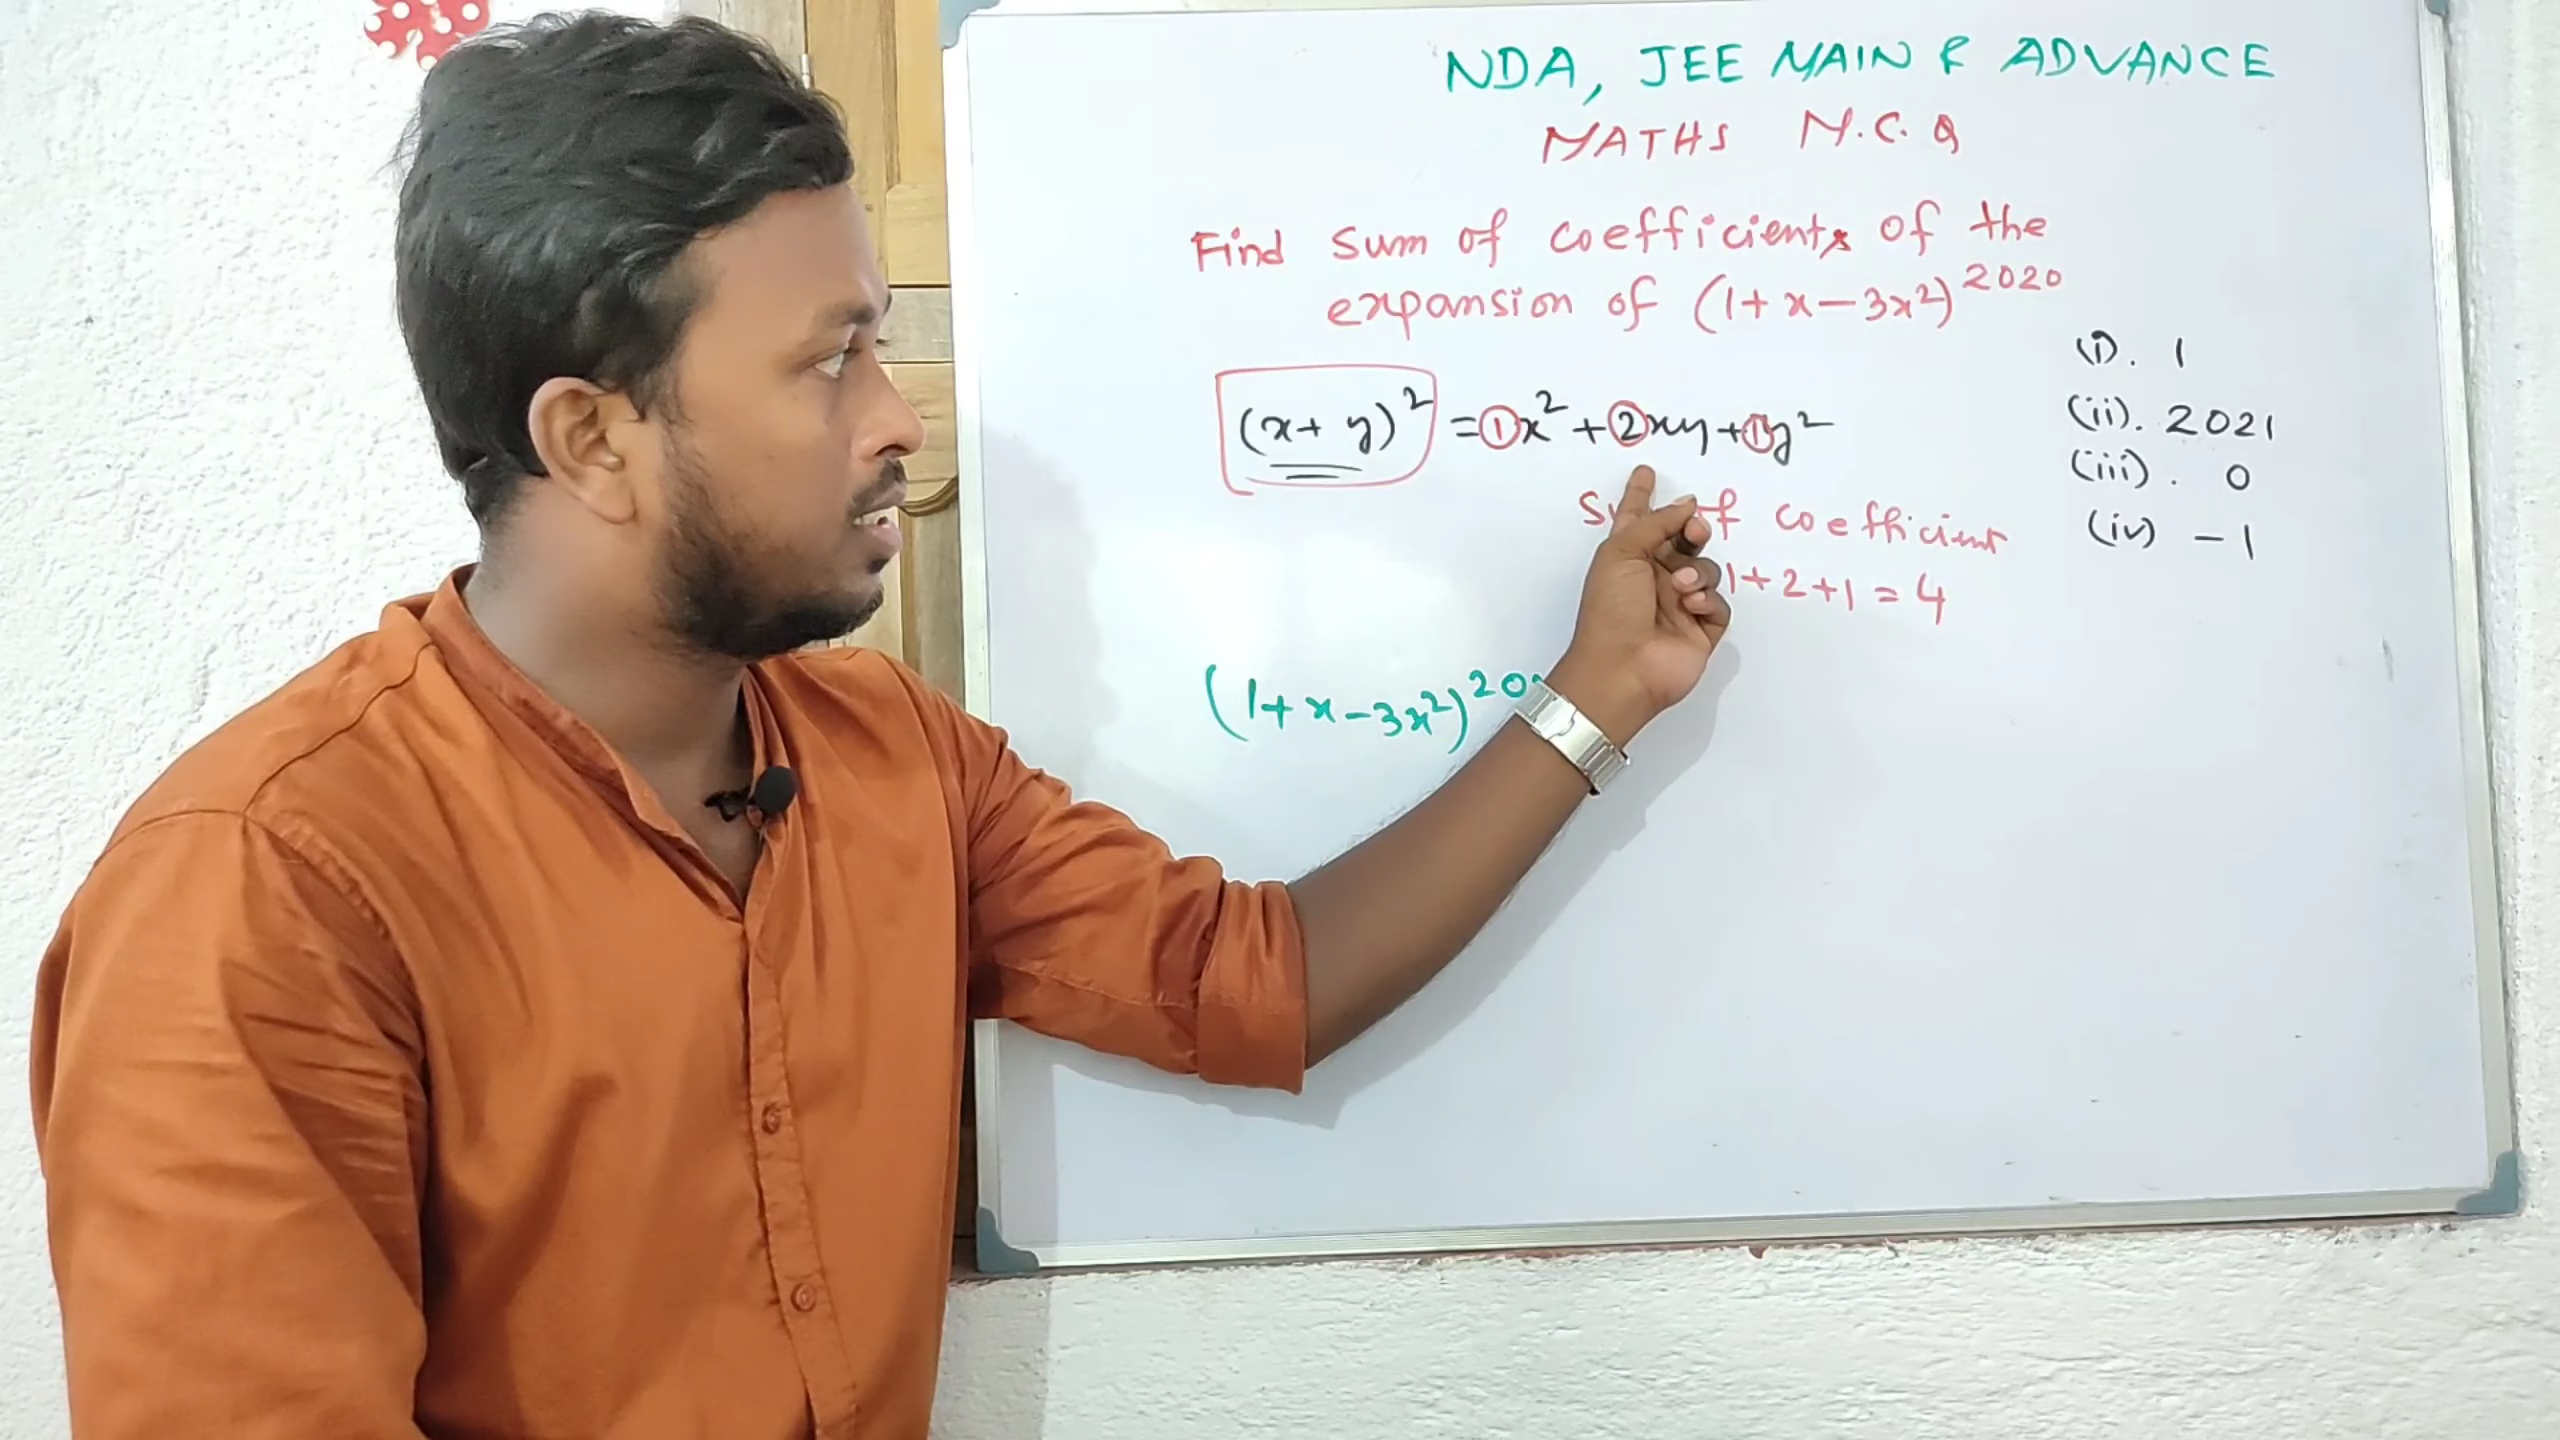 NDA, JEE MAIN & ADVANCE
MATHS M.C.Q
Find sum of coefficients of the
expansion of (1+x-3x²)²⁰²⁰
(i). 1
(x+y)² = 1x² + 2xy + 1y²
(ii). 2021
(iii). 0
of coefficient
(iv) -1
1+2+1 = 4
(1+x-3x²)